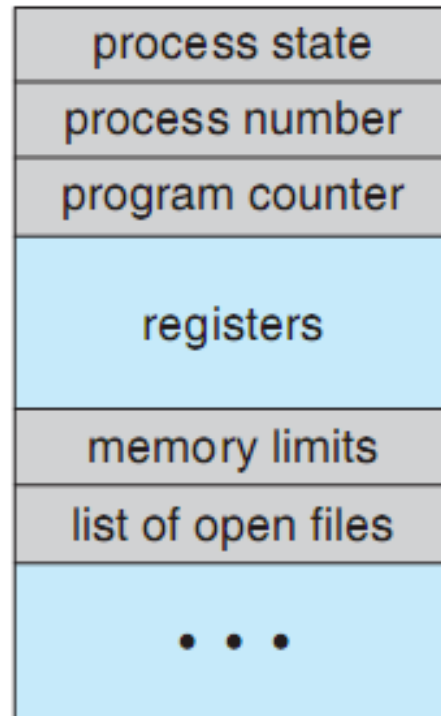 process state
process number
program counter
registers
memory limits
list of open files
• • •